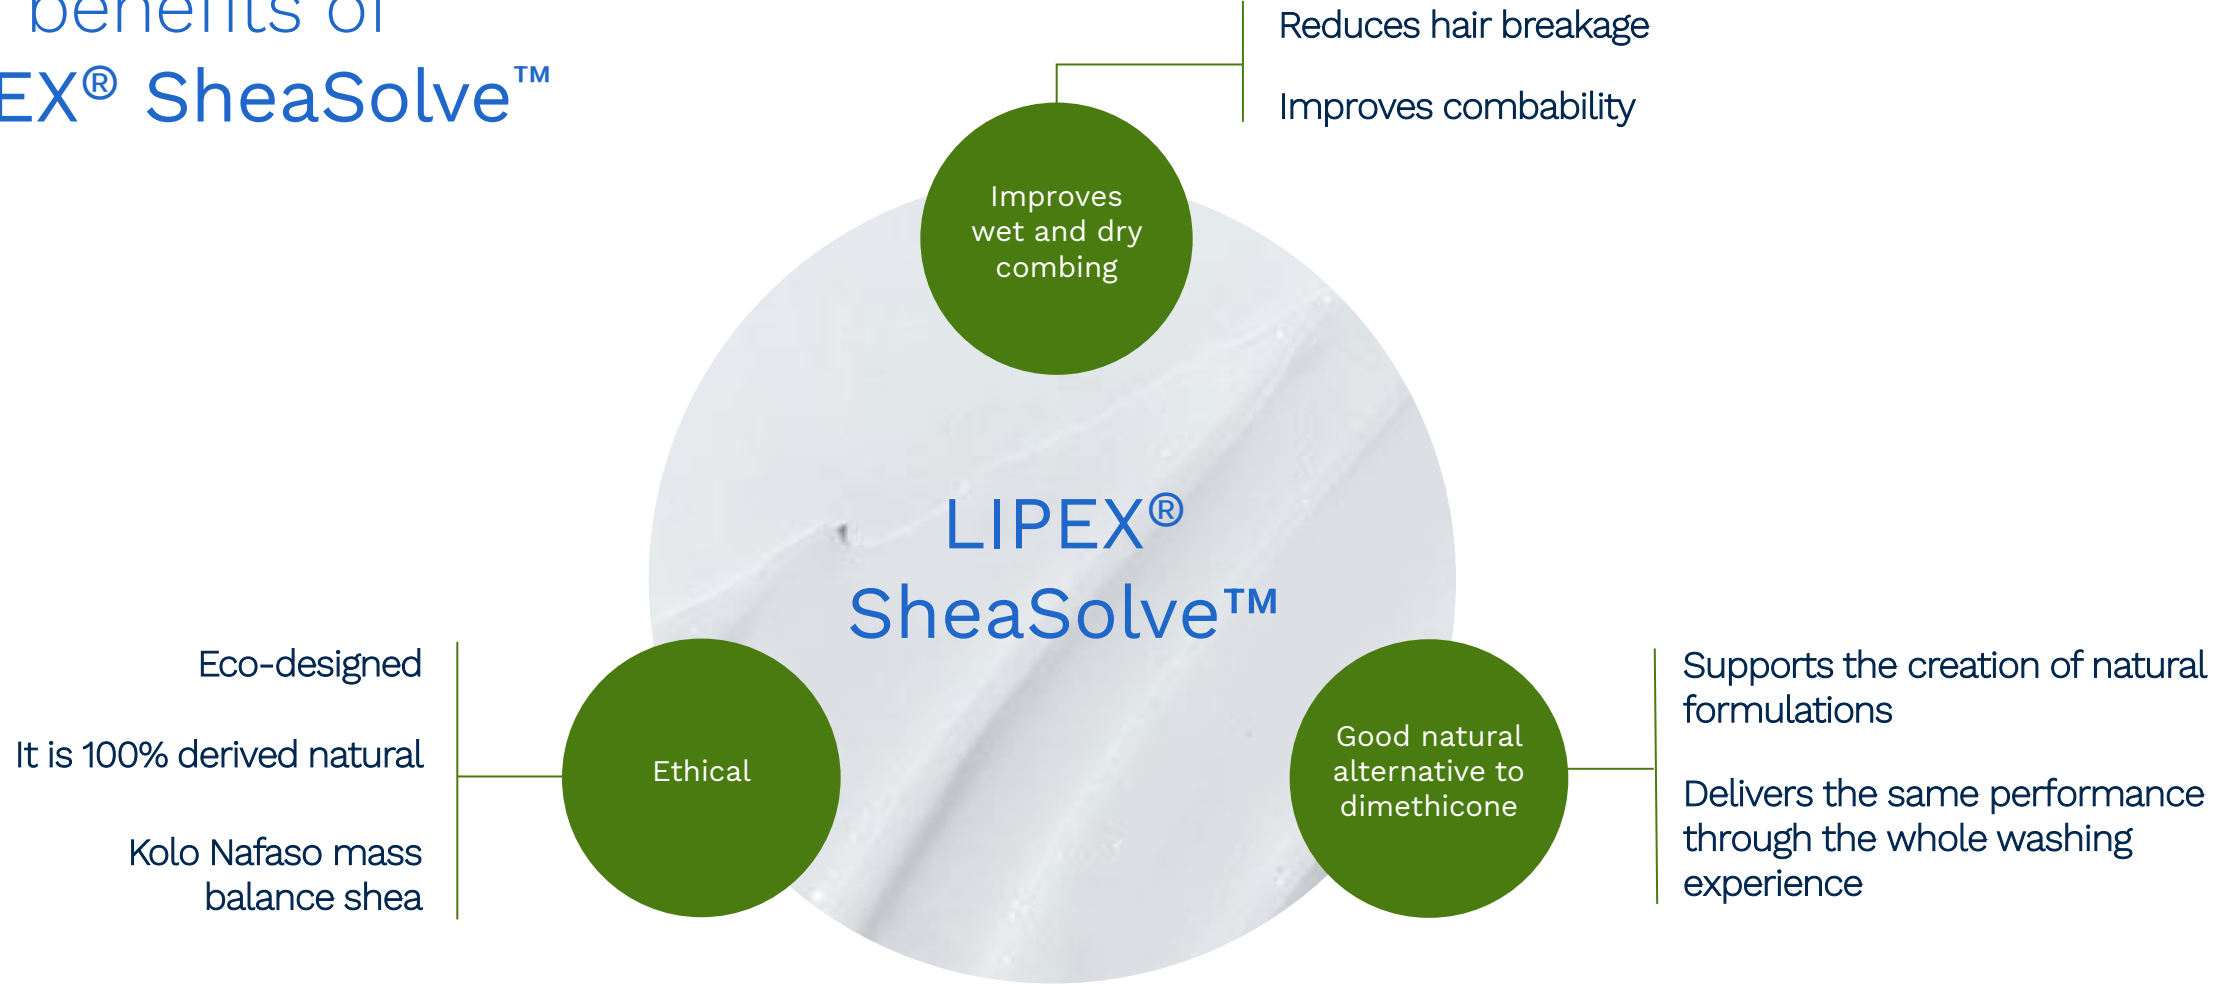 benefits of
EX® SheaSolve™
Reduces hair breakage
Improves combability
Improves
wet and dry
combing
LIPEX®
SheaSolve™
Eco-designed
It is 100% derived natural
Kolo Nafaso mass
balance shea
Ethical
Good natural
alternative to
dimethicone
Supports the creation of natural
formulations
Delivers the same performance
through the whole washing
experience